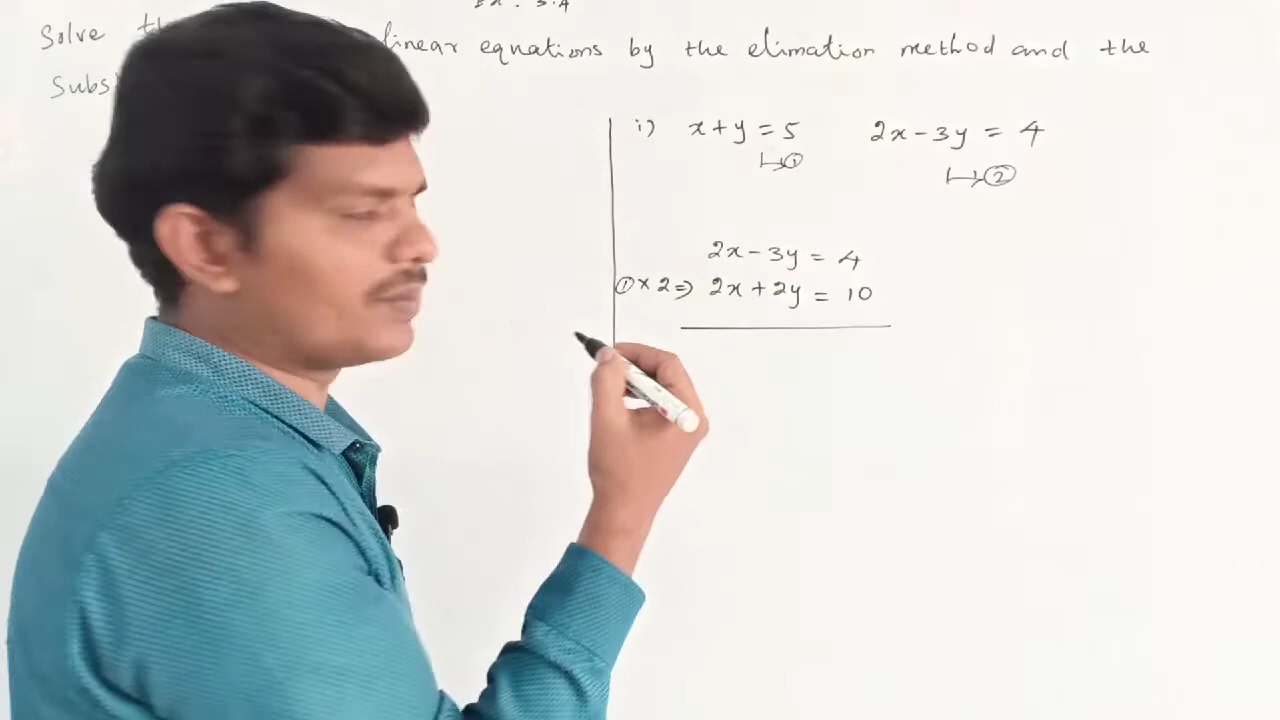 Solve linear equations by the elimation method and the
i) x + y = 5 2x - 3y = 4
↦① ↦②
2x - 3y = 4
① × 2 ⇒ 2x + 2y = 10